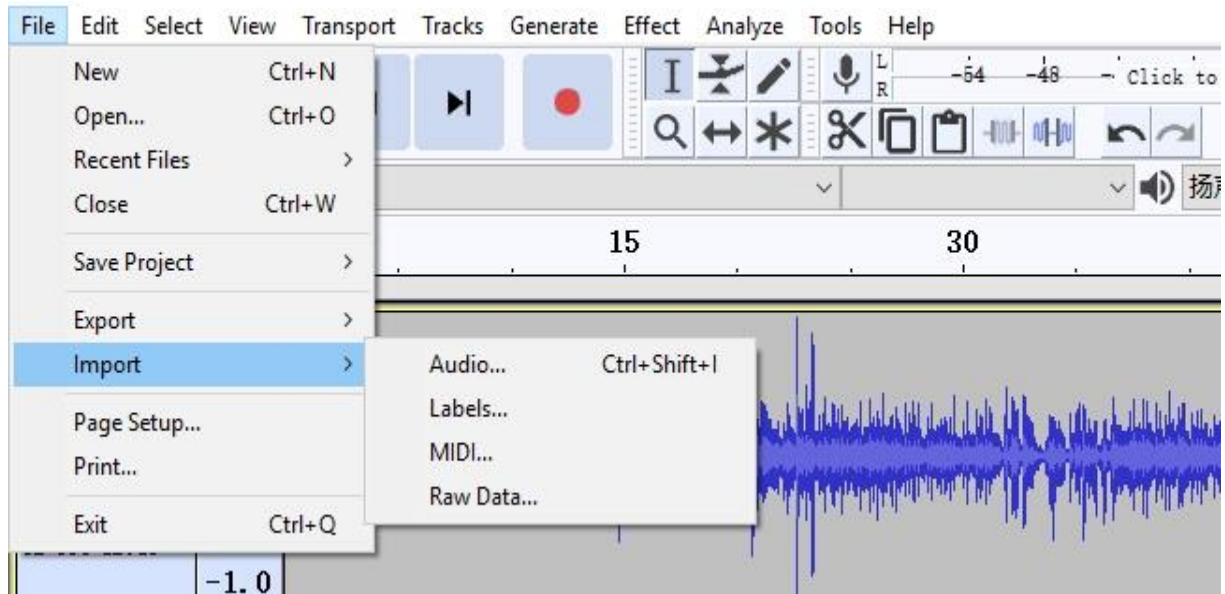 File Edit Select View Transport Tracks Generate Effect Analyze Tools Help
New Ctrl+N
Open... Ctrl+O
Recent Files
Close Ctrl+W
Save Project
Export
Import
Page Setup...
Print...
Exit Ctrl+Q
Audio... Ctrl+Shift+I
Labels...
MIDI...
Raw Data...
L
R
-54 -48 - Click to
扬
15 30
-1.0